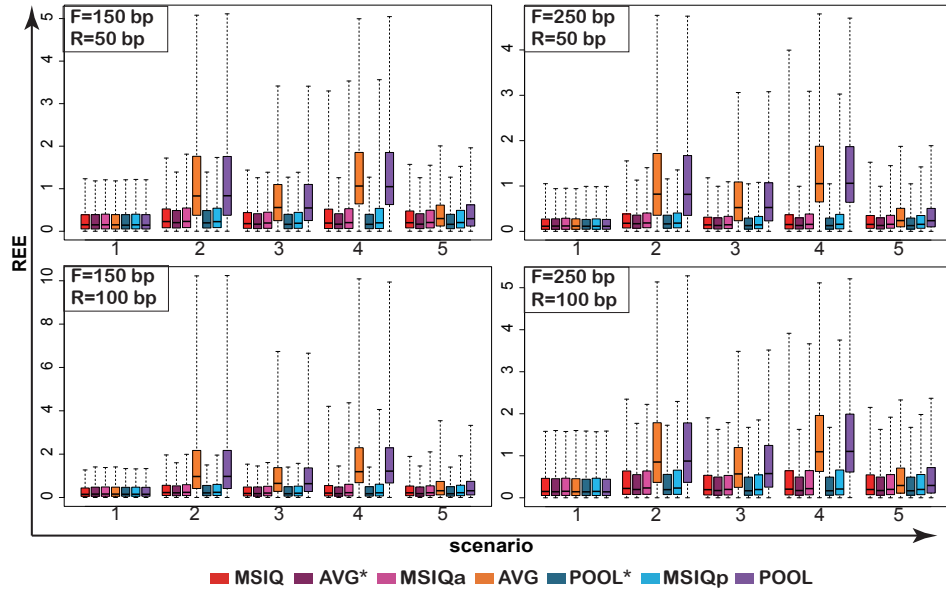 F=150 bp
R=50 bp
F=250 bp
R=50 bp
0 1 2 3 4 5
0 1 2 3 4
1 2 3 4 5
1 2 3 4 5
REE
F=150 bp
R=100 bp
F=250 bp
R=100 bp
0 2 4 6 8 10
0 1 2 3 4 5
1 2 3 4 5
1 2 3 4 5
scenario
MSIQ AVG* MSIQa AVG POOL* MSIQp POOL